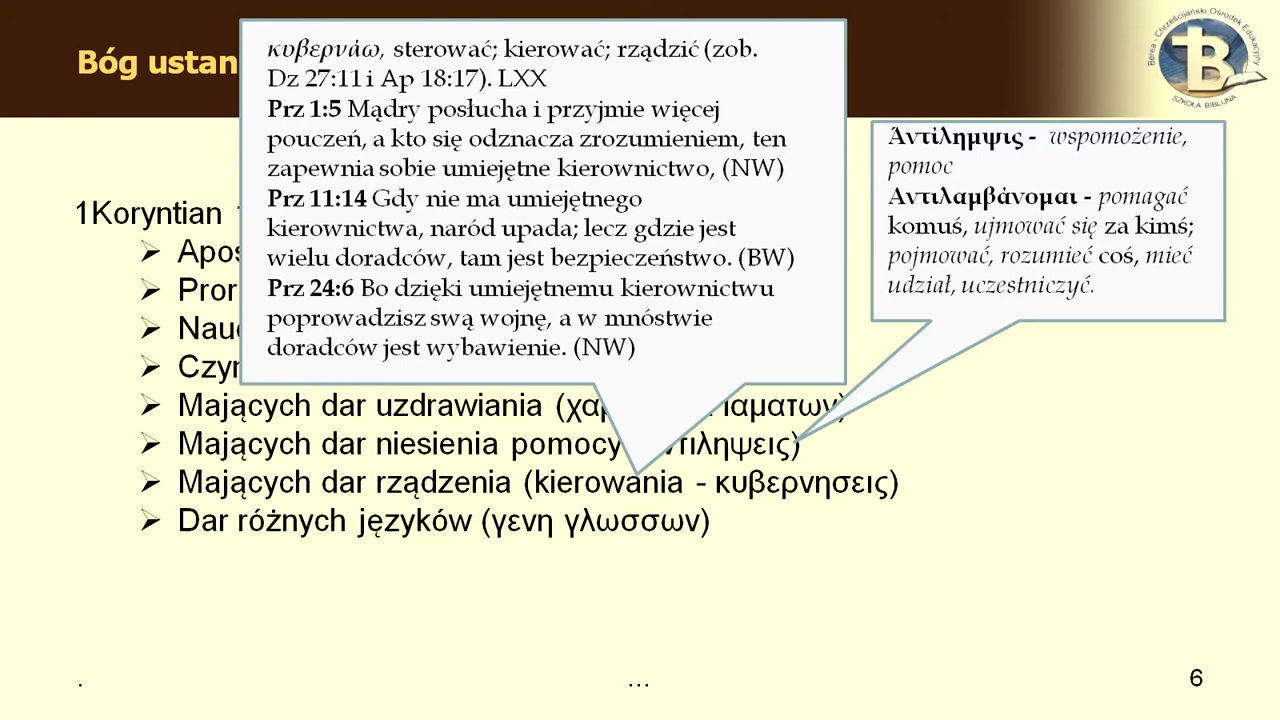 Bóg ustan
κυβερνάω, sterować; kierować; rządzić (zob.
Dz 27:11 i Ap 18:17). LXX
Prz 1:5 Mądry posłucha i przyjmie więcej
pouczeń, a kto się odznacza zrozumieniem, ten
zapewnia sobie umiejętne kierownictwo, (NW)
Prz 11:14 Gdy nie ma umiejętnego
kierownictwa, naród upada; lecz gdzie jest
wielu doradców, tam jest bezpieczeństwo. (BW)
Prz 24:6 Bo dzięki umiejętnemu kierownictwu
poprowadzisz swą wojnę, a w mnóstwie
doradców jest wybawienie. (NW)
Ἀντίλημψις - wspomożenie,
pomoc
Αντιλαμβάνομαι - pomagać
komuś, ujmować się za kimś;
pojmować, rozumieć coś, mieć
udział, uczestniczyć.
Berea - Chrześcijański Ośrodek Edukacyjny
SZKOŁA BIBLIJNA
1Koryntian
Apos
Pror
Nauc
Czyn
Mających dar uzdrawiania (χαρ ιαματων)
Mających dar niesienia pomocy ντιληψεις)
Mających dar rządzenia (kierowania - κυβερνησεις)
Dar różnych języków (γενη γλωσσων)
.
...
6